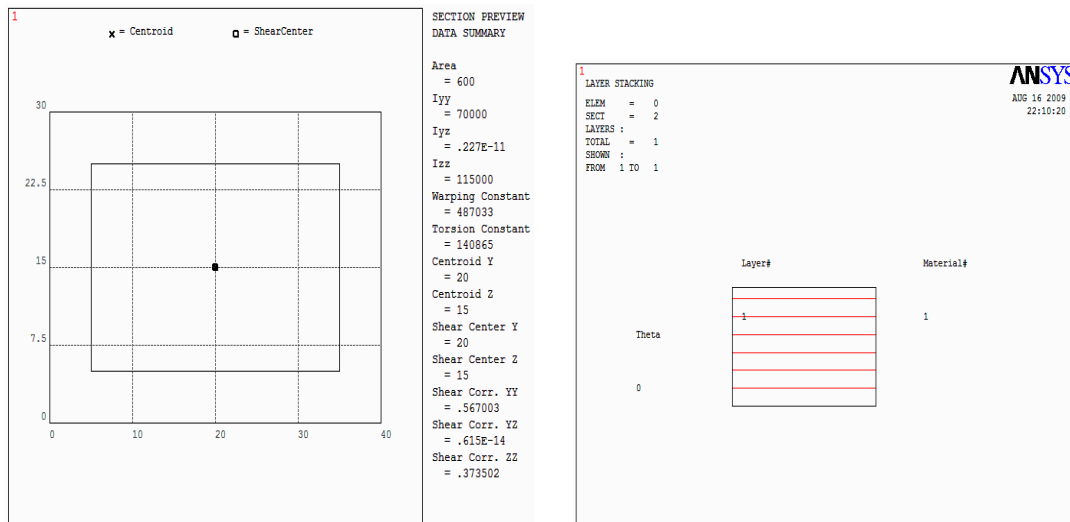 1
x = Centroid
o = ShearCenter
30
22.5
15
7.5
0
0 10 20 30 40
SECTION PREVIEW
DATA SUMMARY
Area
= 600
Iyy
= 70000
Iyz
= .227E-11
Izz
= 115000
Warping Constant
= 487033
Torsion Constant
= 140865
Centroid Y
= 20
Centroid Z
= 15
Shear Center Y
= 20
Shear Center Z
= 15
Shear Corr. YY
= .567003
Shear Corr. YZ
= .615E-14
Shear Corr. ZZ
= .373502
1
LAYER STACKING
ELEM = 0
SECT = 2
LAYERS :
TOTAL = 1
SHOWN :
FROM 1 TO 1
ANSYS
AUG 16 2009
22:10:20
Layer# Material#
1 1
Theta
0